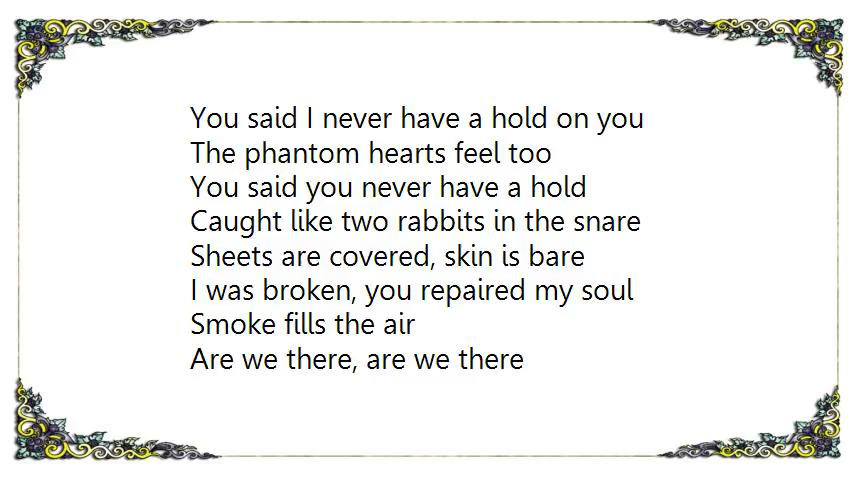 You said I never have a hold on you
The phantom hearts feel too
You said you never have a hold
Caught like two rabbits in the snare
Sheets are covered, skin is bare
I was broken, you repaired my soul
Smoke fills the air
Are we there, are we there